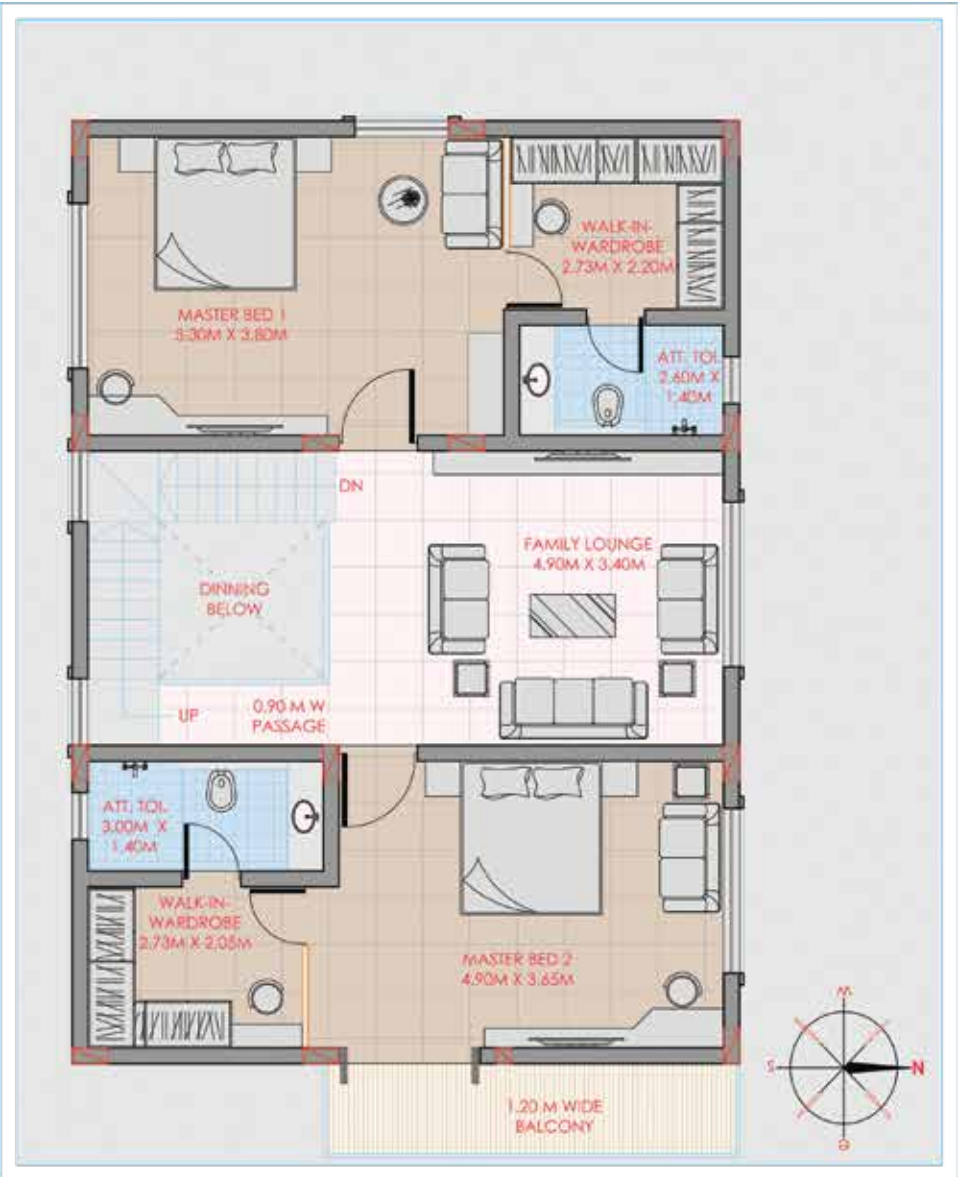 WALK-IN-
WARDROBE
2.73M X 2.20M
MASTER BED 1
5.30M X 3.80M
ATT. TOL
2.60M X
1.40M
DN
FAMILY LOUNGE
4.90M X 3.40M
DINNING
BELOW
UP
0.90 M W
PASSAGE
ATT. TOL
3.00M X
1.40M
WALK-IN-
WARDROBE
2.73M X 2.05M
MASTER BED 2
4.90M X 3.65M
1.20 M WIDE
BALCONY
W
S
N